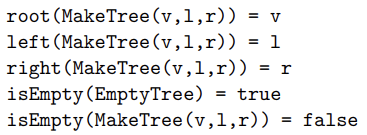 root(MakeTree(v,l,r)) = v
left(MakeTree(v,l,r)) = l
right(MakeTree(v,l,r)) = r
isEmpty(EmptyTree) = true
isEmpty(MakeTree(v,l,r)) = false